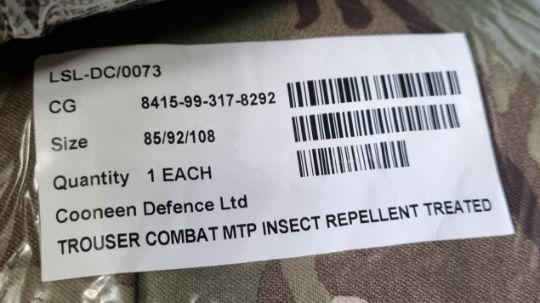 LSL-DC/0073
CG 8415-99-317-8292
Size 85/92/108
Quantity 1 EACH
Cooneen Defence Ltd
TROUSER COMBAT MTP INSECT REPELLENT TREATED